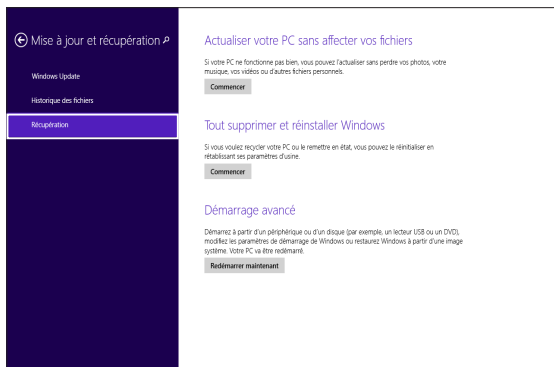 Mise à jour et récupération
Windows Update
Historique des fichiers
Récupération
Actualiser votre PC sans affecter vos fichiers
Si votre PC ne fonctionne pas bien, vous pouvez l'actualiser sans perdre vos photos, votre
musique, vos vidéos ou d'autres fichiers personnels.
Commencer
Tout supprimer et réinstaller Windows
Si vous voulez recycler votre PC ou le remettre en état, vous pouvez le réinitialiser en
rétablissant ses paramètres d'usine.
Commencer
Démarrage avancé
Démarrez à partir d'un périphérique ou d'un disque (par exemple, un lecteur USB ou un DVD),
modifiez les paramètres de démarrage de Windows ou restaurez Windows à partir d'une image
système. Votre PC va être redémarré.
Redémarrer maintenant